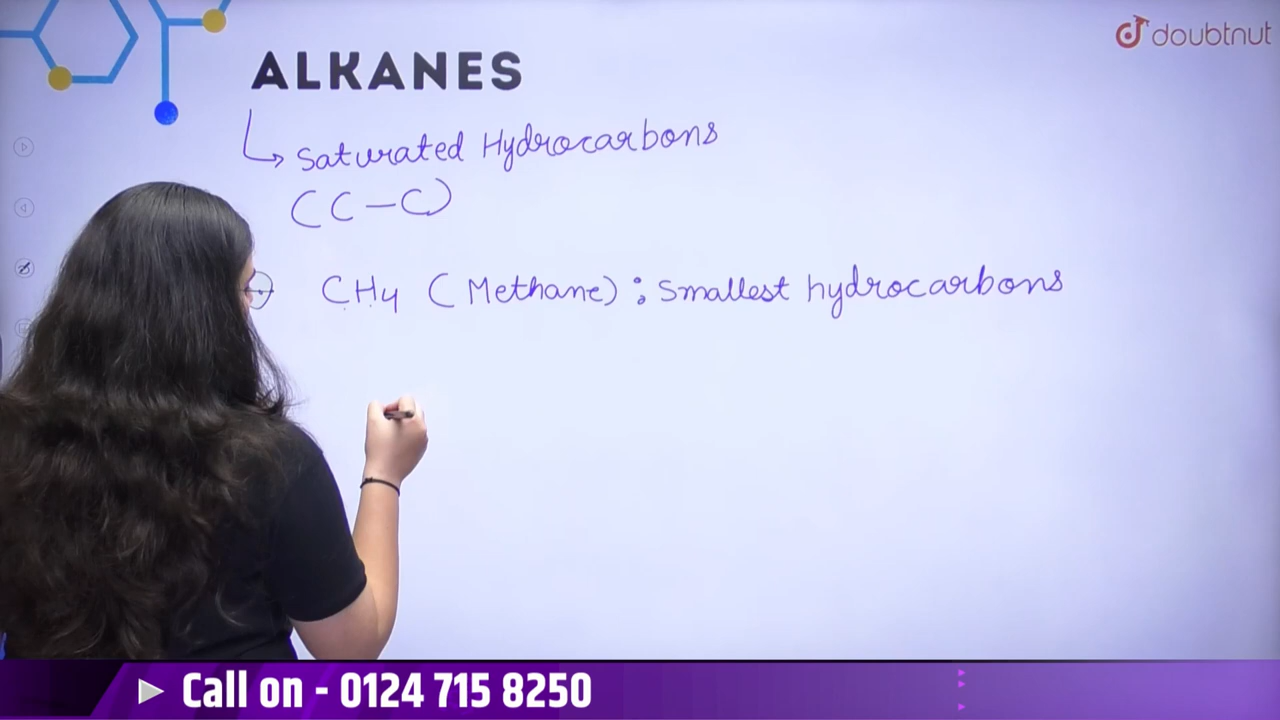 doubtnut
ALKANES
Saturated Hydrocarbons
(C-C)
CH4 (Methane) : Smallest hydrocarbons
Call on - 0124 715 8250